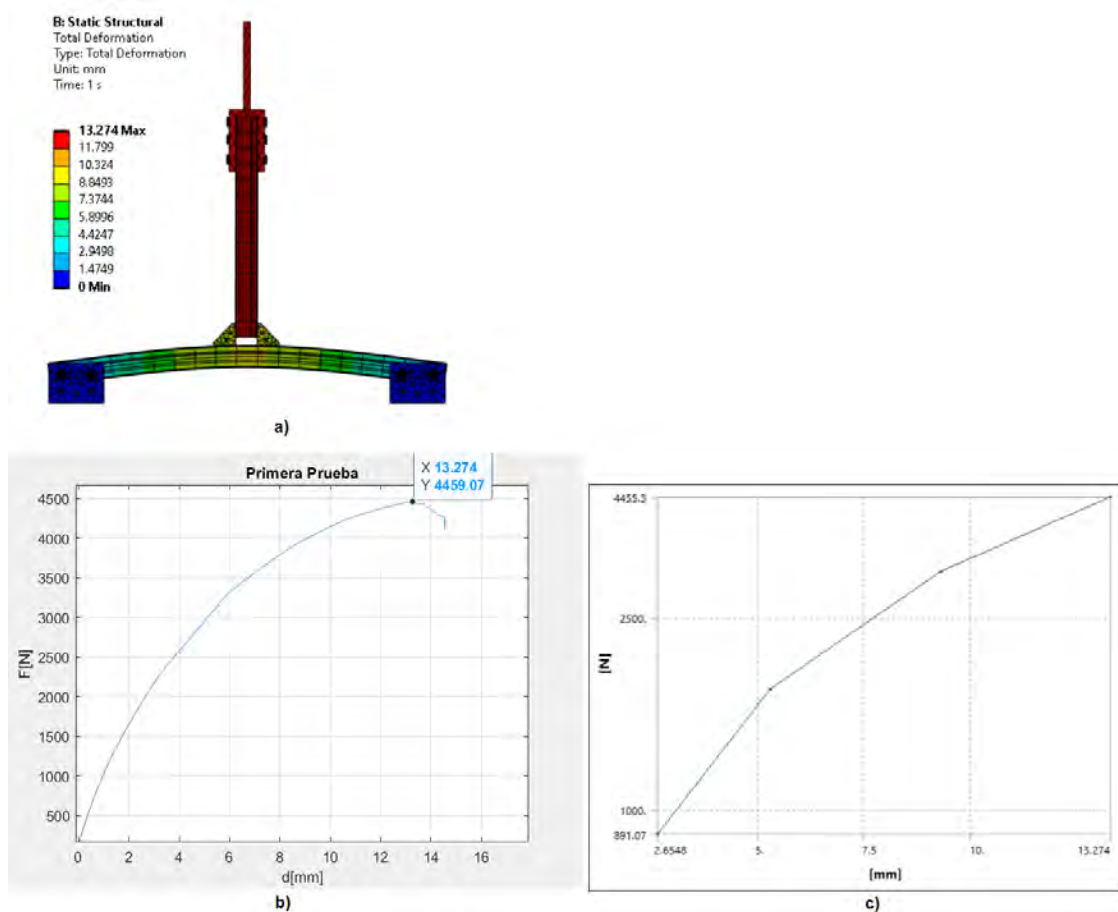 B: Static Structural
Total Deformation
Type: Total Deformation
Unit: mm
Time: 1 s
13.274 Max
11.799
10.324
8.8493
7.3744
5.8996
4.4247
2.9498
1.4749
0 Min
a)
Primera Prueba
X 13.274
Y 4459.07
4500
4000
3500
3000
2500
2000
1500
1000
500
F[N]
0 2 4 6 8 10 12 14 16
d[mm]
b)
4455.3
2500.
1000.
891.07
[N]
2.6548 5. 7.5 10. 13.274
[mm]
c)